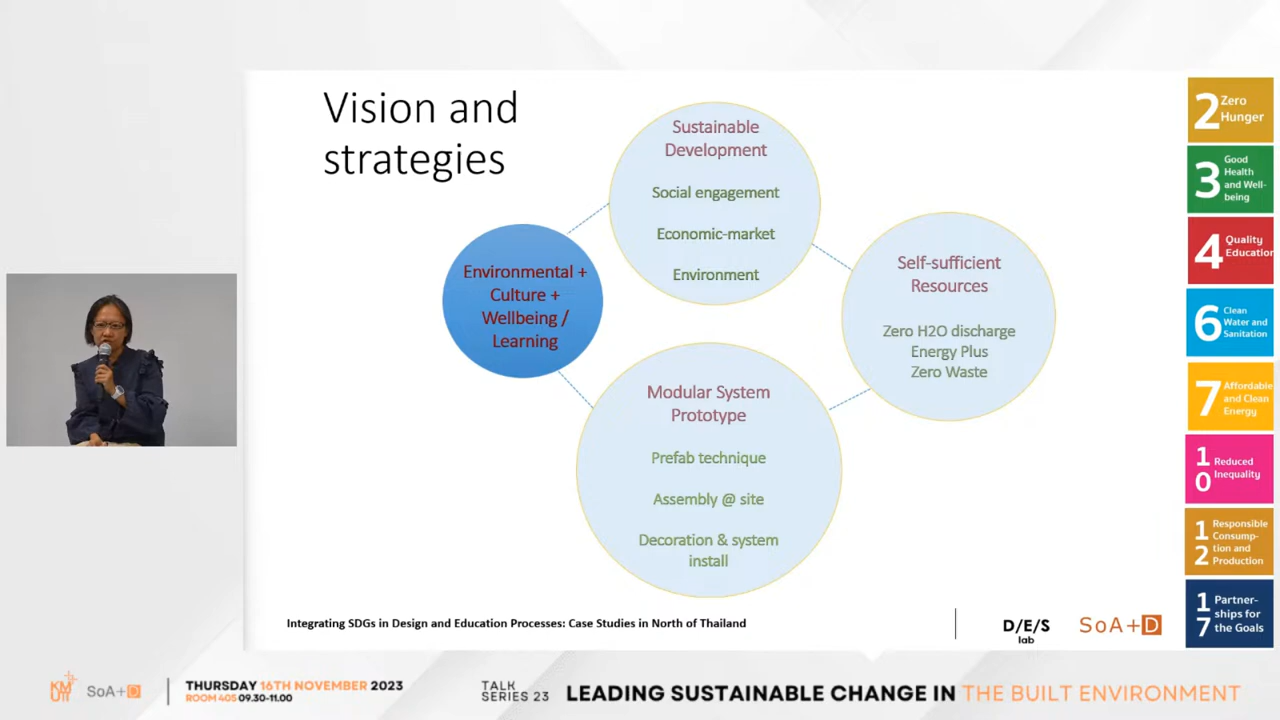 Vision and
strategies
Sustainable
Development
Social engagement
Economic-market
Environment
Environmental +
Culture +
Wellbeing /
Learning
Self-sufficient
Resources
Zero H2O discharge
Energy Plus
Zero Waste
Modular System
Prototype
Prefab technique
Assembly @ site
Decoration & system
install
2 Zero
Hunger
3 Good
Health
and Well-
being
4 Quality
Education
6 Clean
Water and
Sanitation
7 Affordable
and Clean
Energy
10 Reduced
Inequality
12 Responsible
Consump-
tion and
Production
17 Partner-
ships for
the Goals
Integrating SDGs in Design and Education Processes: Case Studies in North of Thailand
D/E/S
lab
SoA+D
KMUTT
SoA+D
THURSDAY 16TH NOVEMBER 2023
ROOM 405 09.30-11.00
TALK
SERIES 23
LEADING SUSTAINABLE CHANGE IN THE BUILT ENVIRONMENT